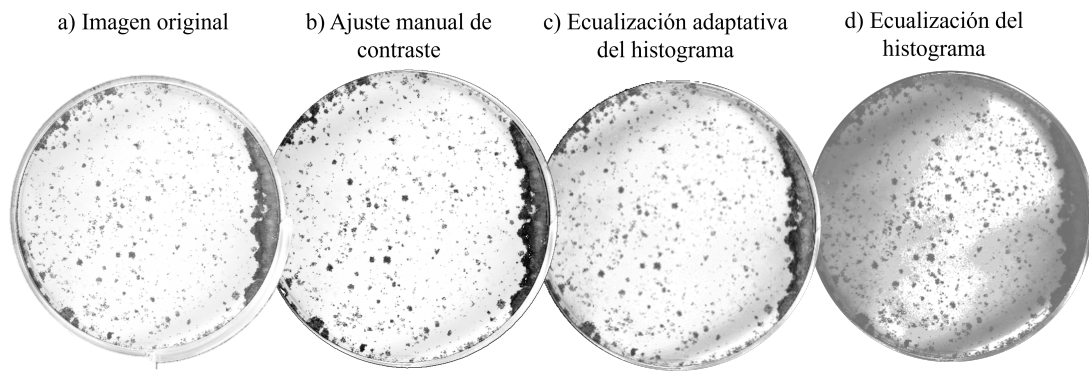 a) Imagen original
b) Ajuste manual de
contraste
c) Ecualización adaptativa
del histograma
d) Ecualización del
histograma